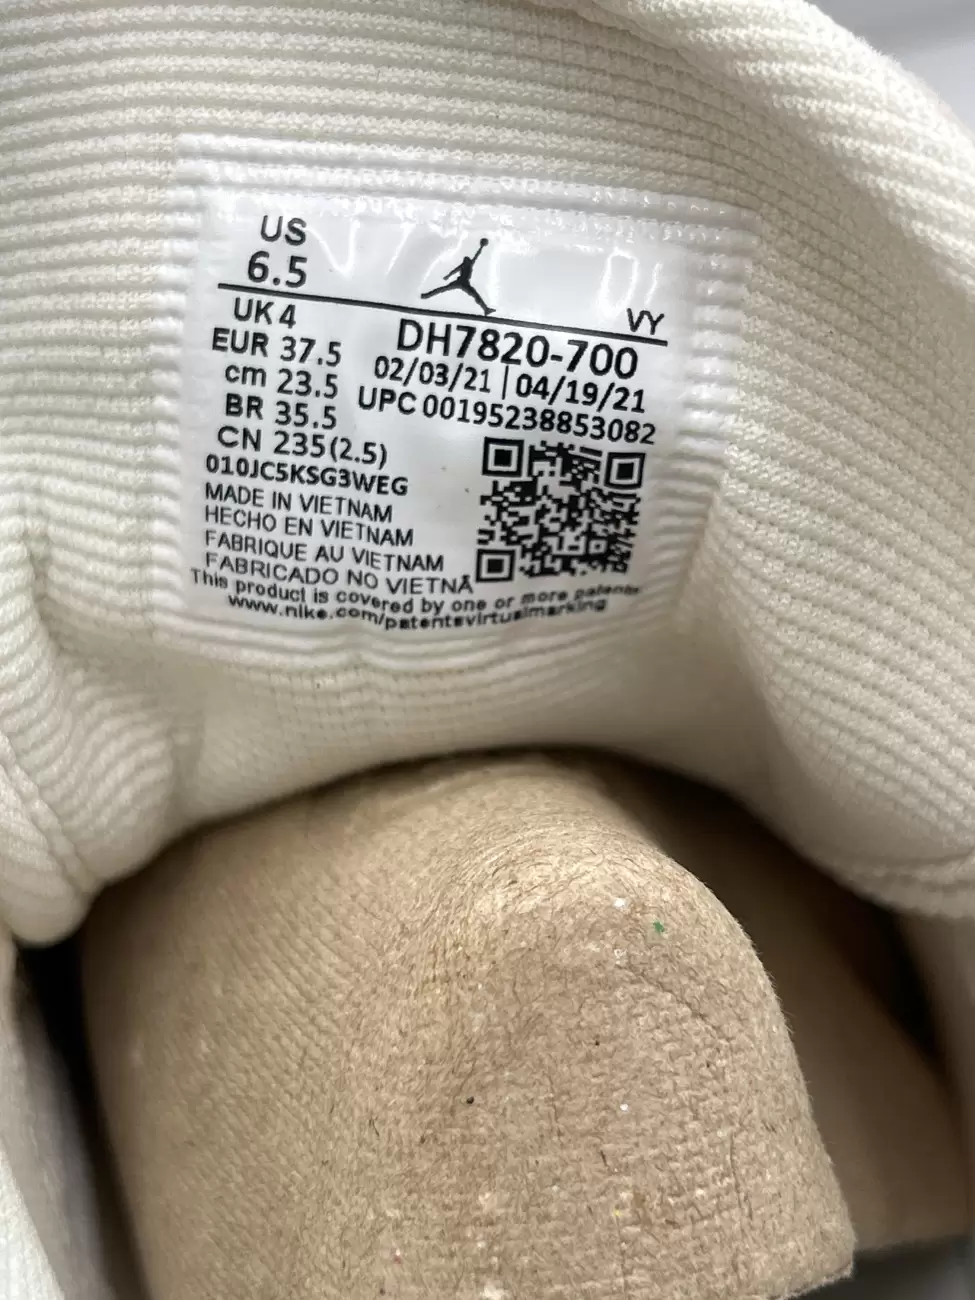 US
6.5
VY
UK 4
EUR 37.5
cm 23.5
BR 35.5
CN 235(2.5)
010JC5KSG3WEG
DH7820-700
02/03/21 | 04/19/21
UPC 00195238853082
MADE IN VIETNAM
HECHO EN VIETNAM
FABRIQUE AU VIETNAM
FABRICADO NO VIETNÃ
This product is covered by one or more patents
www.nike.com/patentsvirtualmarking